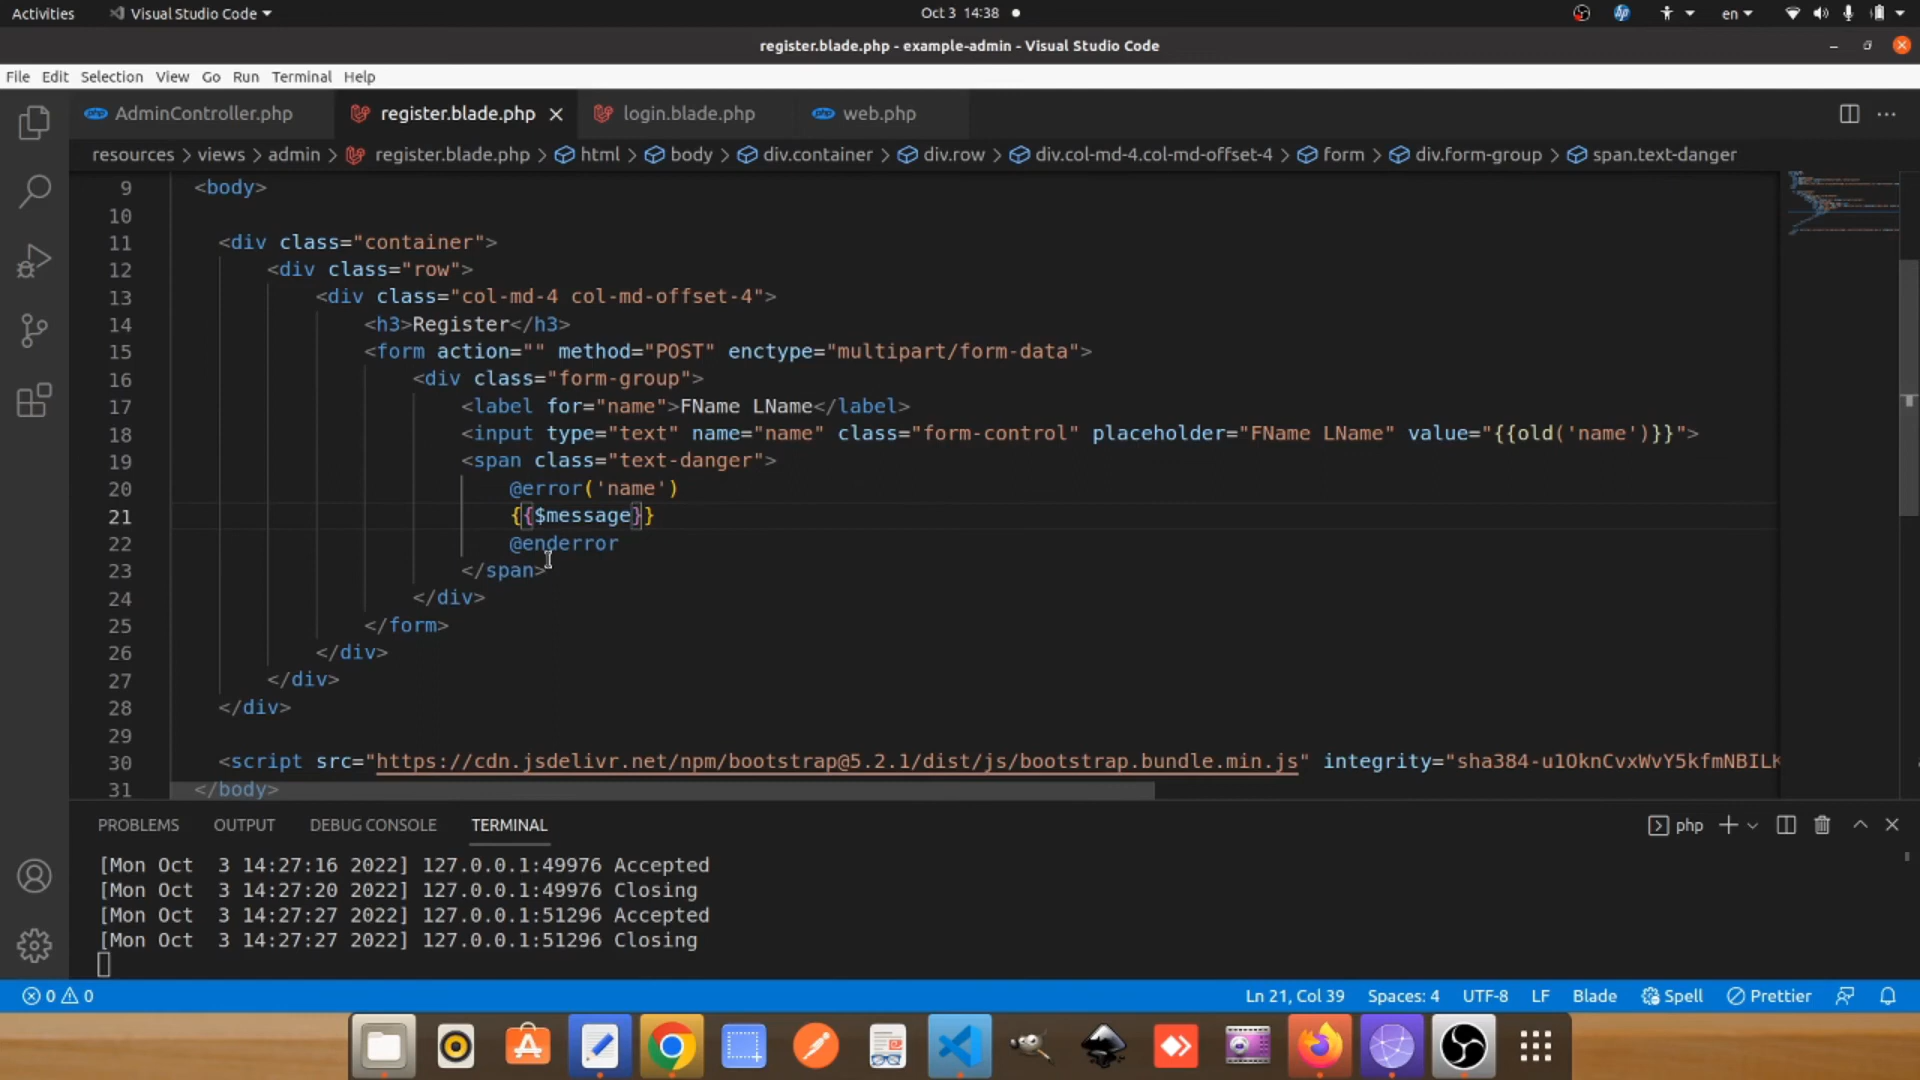 Activities Visual Studio Code Oct 3 14:38 en
register.blade.php - example-admin - Visual Studio Code
File Edit Selection View Go Run Terminal Help
AdminController.php register.blade.php login.blade.php web.php
resources > views > admin > register.blade.php > html > body > div.container > div.row > div.col-md-4.col-md-offset-4 > form > div.form-group > span.text-danger
9 <body>
10
11 <div class="container">
12 <div class="row">
13 <div class="col-md-4 col-md-offset-4">
14 <h3>Register</h3>
15 <form action="" method="POST" enctype="multipart/form-data">
16 <div class="form-group">
17 <label for="name">FName LName</label>
18 <input type="text" name="name" class="form-control" placeholder="FName LName" value="{{old('name')}}">
19 <span class="text-danger">
20 @error('name')
21 {{$message}}
22 @enderror
23 </span>
24 </div>
25 </form>
26 </div>
27 </div>
28 </div>
29
30 <script src="https://cdn.jsdelivr.net/npm/bootstrap@5.2.1/dist/js/bootstrap.bundle.min.js" integrity="sha384-u1OknCvxWvY5kfmNBILK
31 </body>
PROBLEMS OUTPUT DEBUG CONSOLE TERMINAL php
[Mon Oct  3 14:27:16 2022] 127.0.0.1:49976 Accepted
[Mon Oct  3 14:27:20 2022] 127.0.0.1:49976 Closing
[Mon Oct  3 14:27:27 2022] 127.0.0.1:51296 Accepted
[Mon Oct  3 14:27:27 2022] 127.0.0.1:51296 Closing
0 0 Ln 21, Col 39 Spaces: 4 UTF-8 LF Blade Spell Prettier